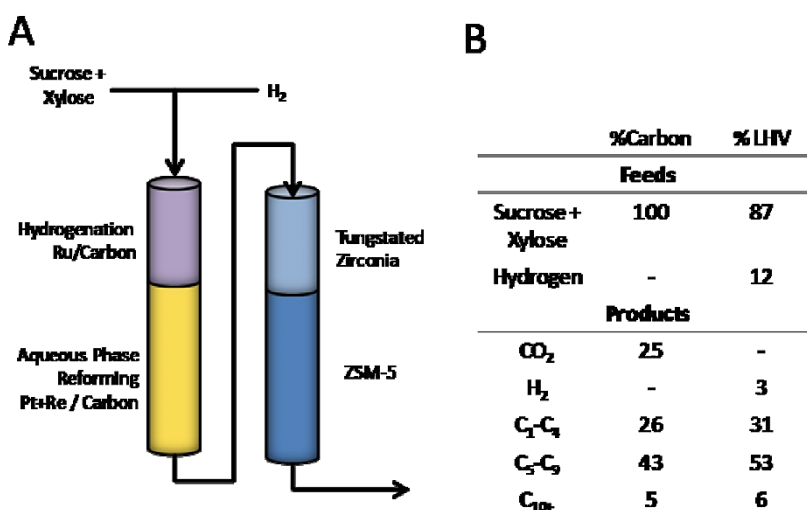 A
Sucrose +
Xylose
H₂
Hydrogenation
Ru/Carbon
Tungstated
Zirconia
Aqueous Phase
Reforming
Pt+Re / Carbon
ZSM-5
B
%Carbon % LHV
Feeds
Sucrose + 100 87
Xylose
Hydrogen - 12
Products
CO₂ 25 -
H₂ - 3
C₁-C₄ 26 31
C₅-C₉ 43 53
C₁₀₊ 5 6